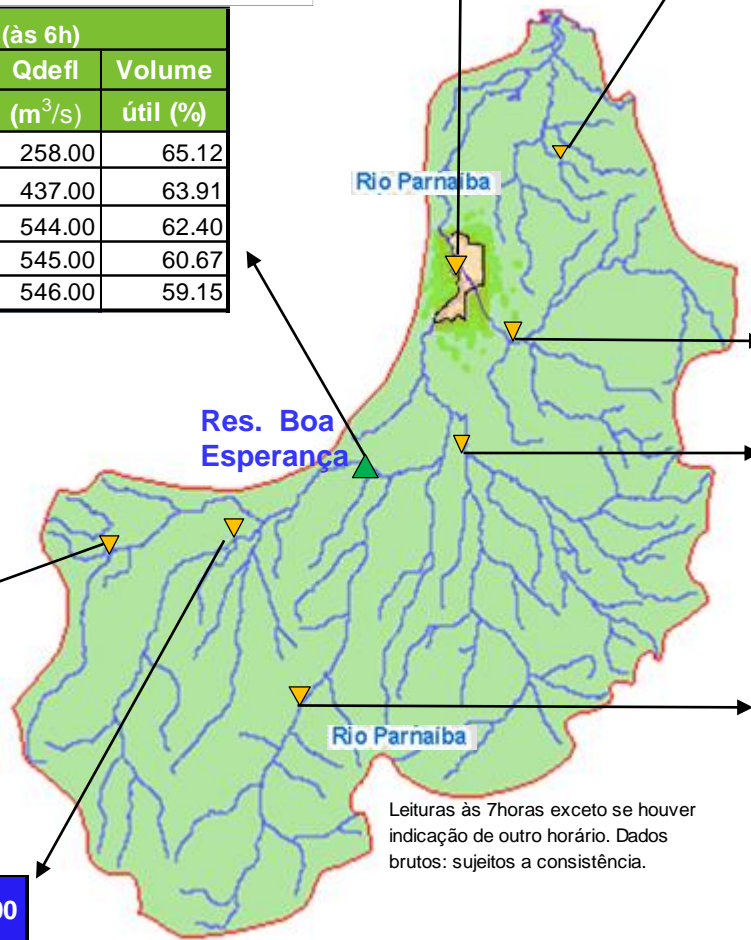 (às 6h)
Qdefl Volume
(m³/s) útil (%)
258.00 65.12
437.00 63.91
544.00 62.40
545.00 60.67
546.00 59.15
Rio Parnaíba
Res. Boa
Esperança
Rio Parnaíba
Leituras às 7horas exceto se houver
indicação de outro horário. Dados
brutos: sujeitos a consistência.